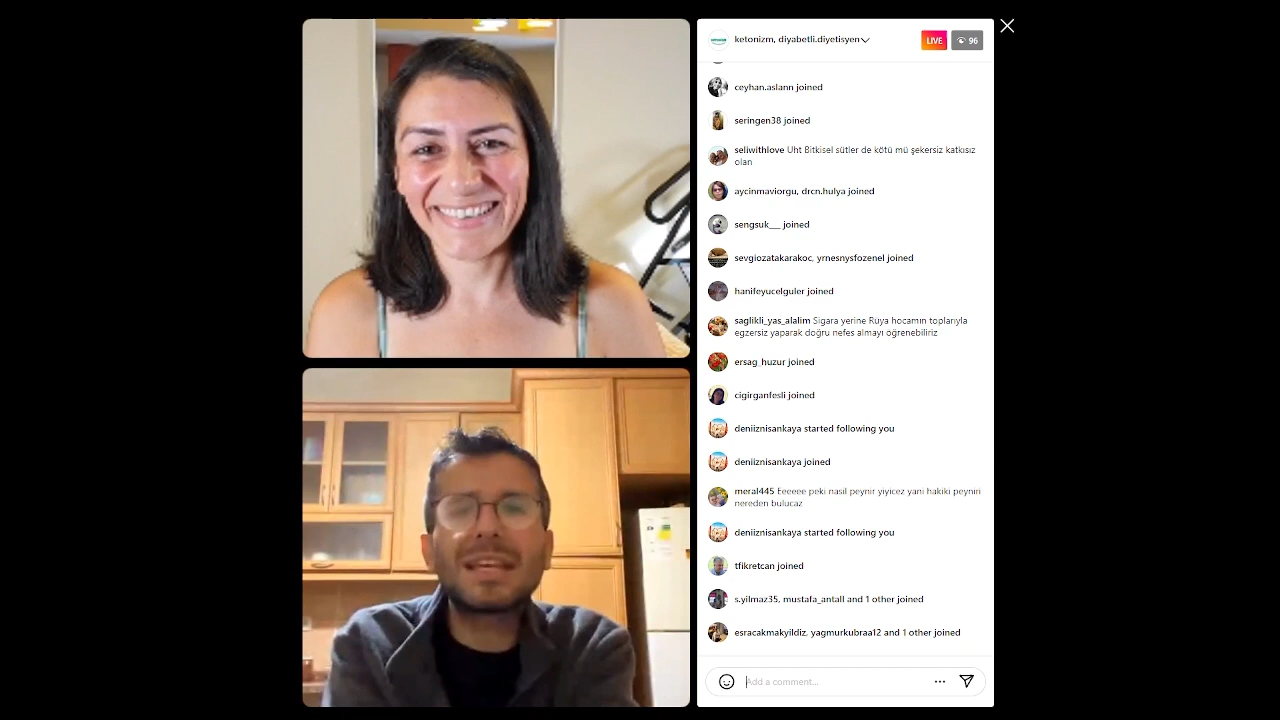 ketonizm, diyabetli.diyetisyen
LIVE
96
ceyhan.aslann joined
seringen38 joined
seliwithlove Uht Bitkisel sütler de kötü mü şekersiz katkısız
olan
aycinmaviorgu, drcn.hulya joined
sengsuk___ joined
sevgiozatakarakoc, yrnesnysfozenel joined
hanifeyucelguler joined
saglikli_yas_alalim Sigara yerine Rüya hocamın toplarıyla
egzersiz yaparak doğru nefes almayı öğrenebiliriz
ersag_huzur joined
cigirganfesli joined
deniiznisankaya started following you
deniiznisankaya joined
meral445 Eeeeee peki nasil peynir yiyicez yani hakiki peyniri
nereden bulucaz
deniiznisankaya started following you
tfikretcan joined
s.yilmaz35, mustafa_antall and 1 other joined
esracakmakyildiz, yagmurkubraa12 and 1 other joined
Add a comment...